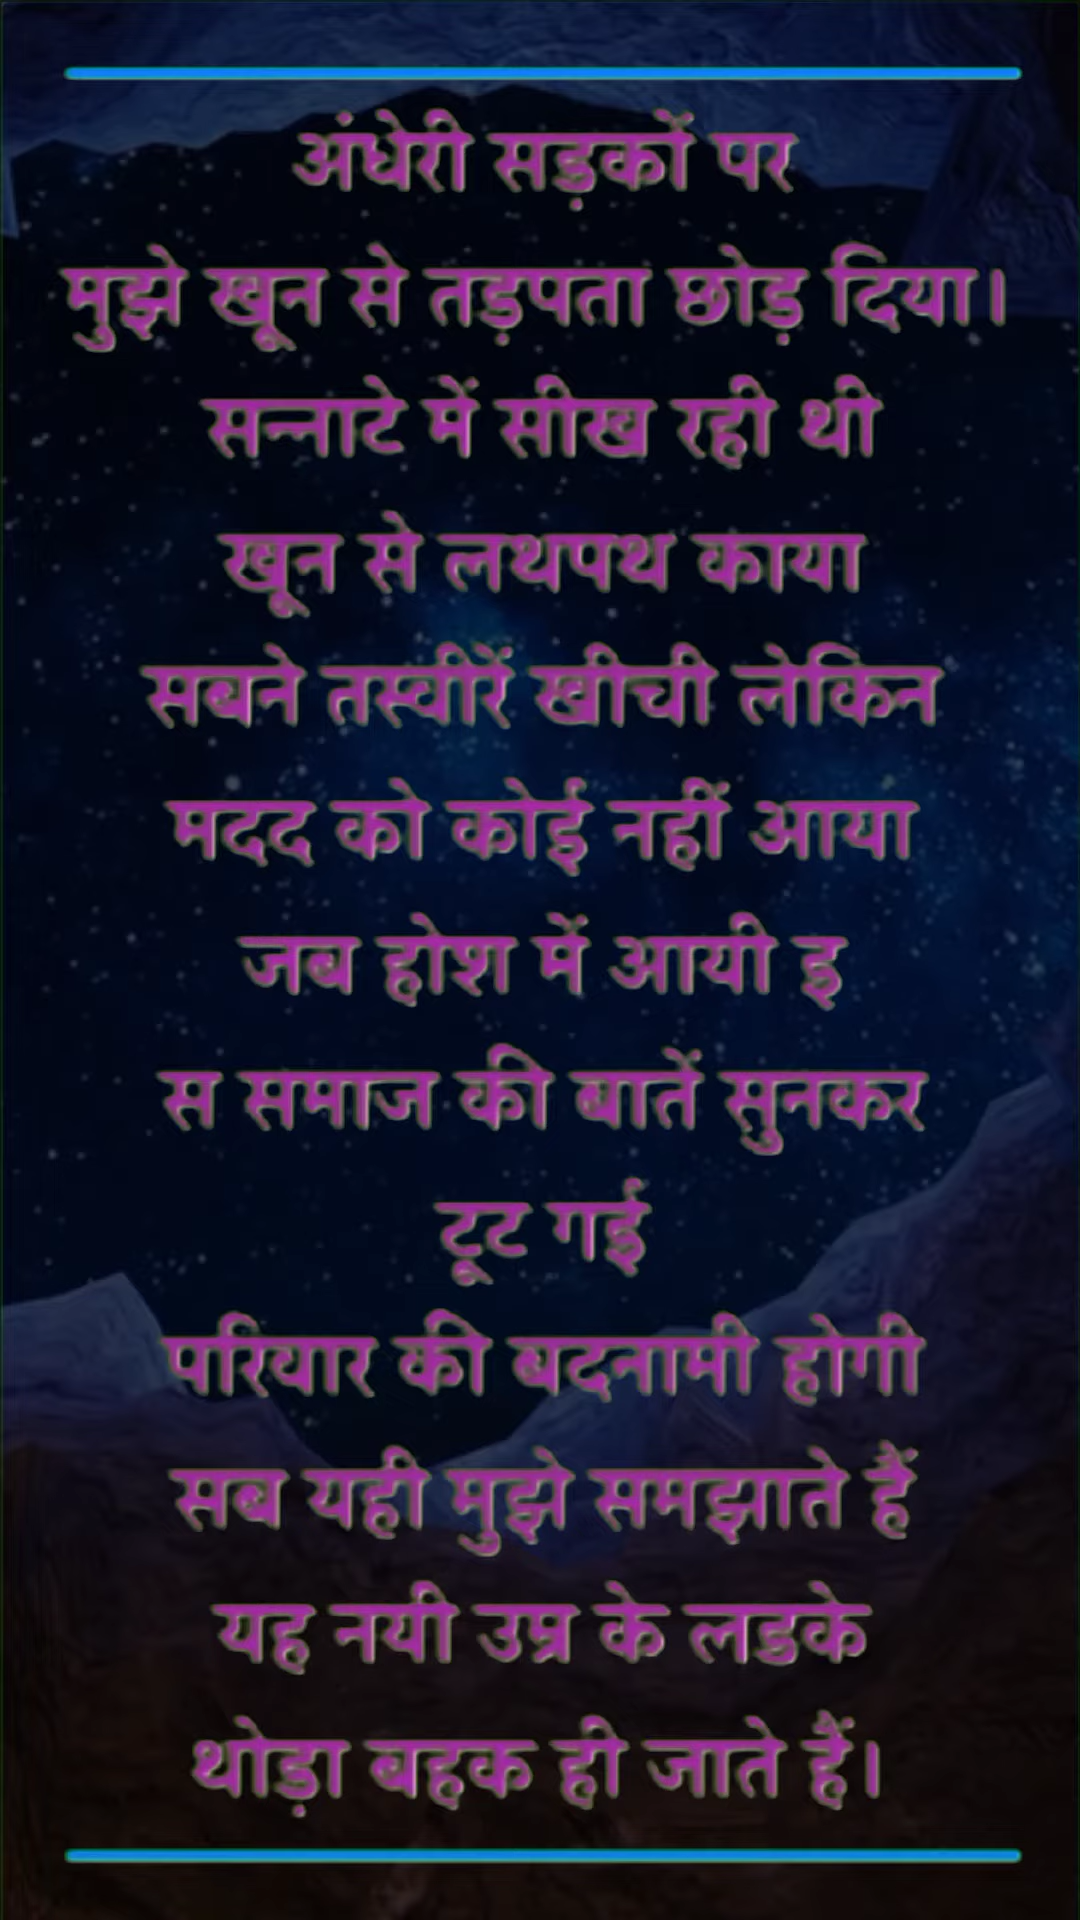 अंधेरी सड़कों पर
मुझे खून से तड़पता छोड़ दिया।
सन्नाटे में सीख रही थी
खून से लथपथ काया
सबने तस्वीरें खीची लेकिन
मदद को कोई नहीं आया
जब होश में आयी इ
स समाज की बातें सुनकर
टूट गई
परिवार की बदनामी होगी
सब यही मुझे समझाते हैं
यह नयी उम्र के लडके
थोड़ा बहक ही जाते हैं।